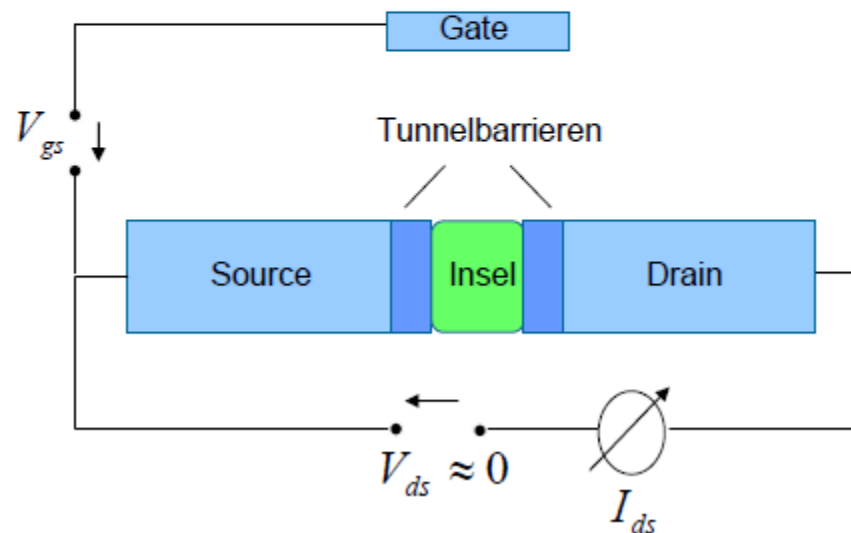 Gate
V_gs
Tunnelbarrieren
Source
Insel
Drain
V_ds ≈ 0
I_ds